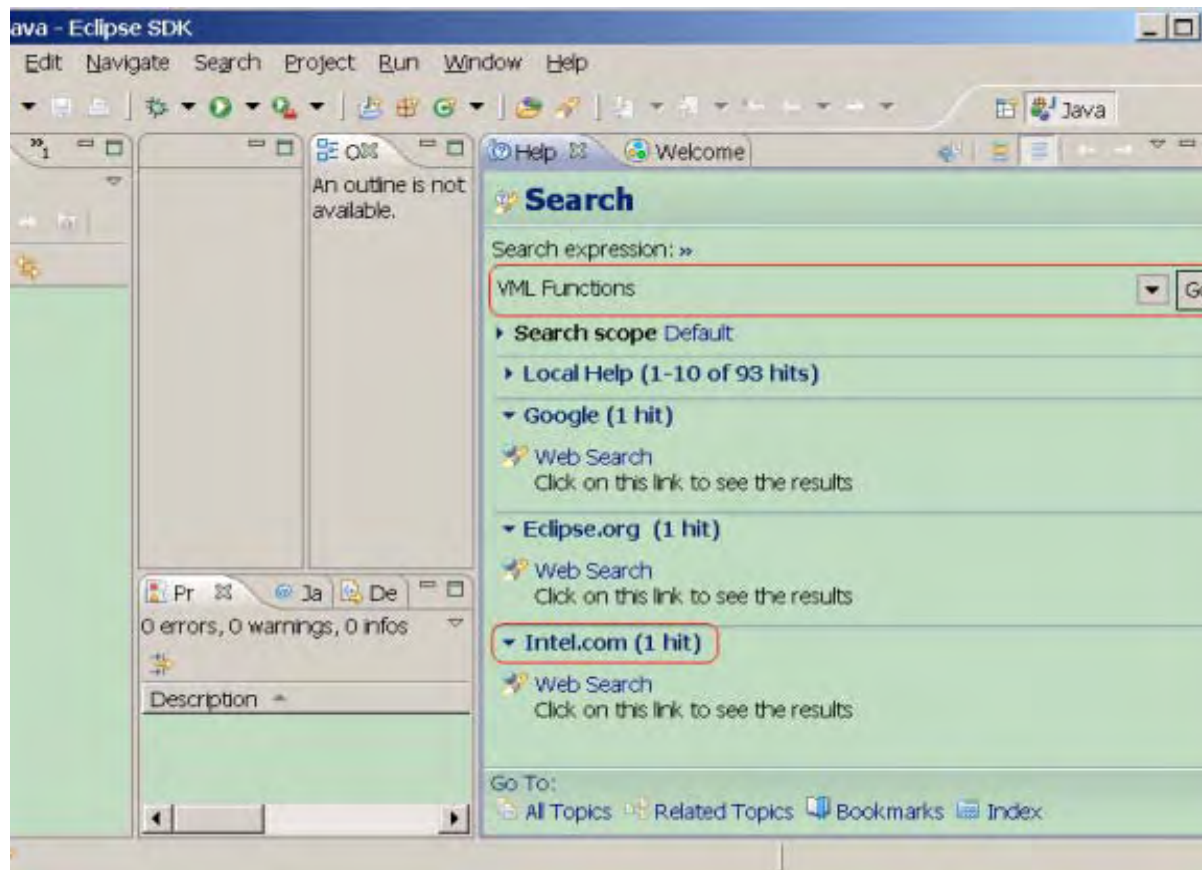 ava - Eclipse SDK
Edit Navigate Search Project Run Window Help
Java
»1
O
Help Welcome
An outline is not
available.
Search
Search expression: »
VML Functions
Go
Search scope Default
Local Help (1-10 of 93 hits)
Google (1 hit)
Web Search
Click on this link to see the results
Eclipse.org (1 hit)
Web Search
Click on this link to see the results
Intel.com (1 hit)
Web Search
Click on this link to see the results
Pr Ja De
0 errors, 0 warnings, 0 infos
Description
Go To:
All Topics Related Topics Bookmarks Index